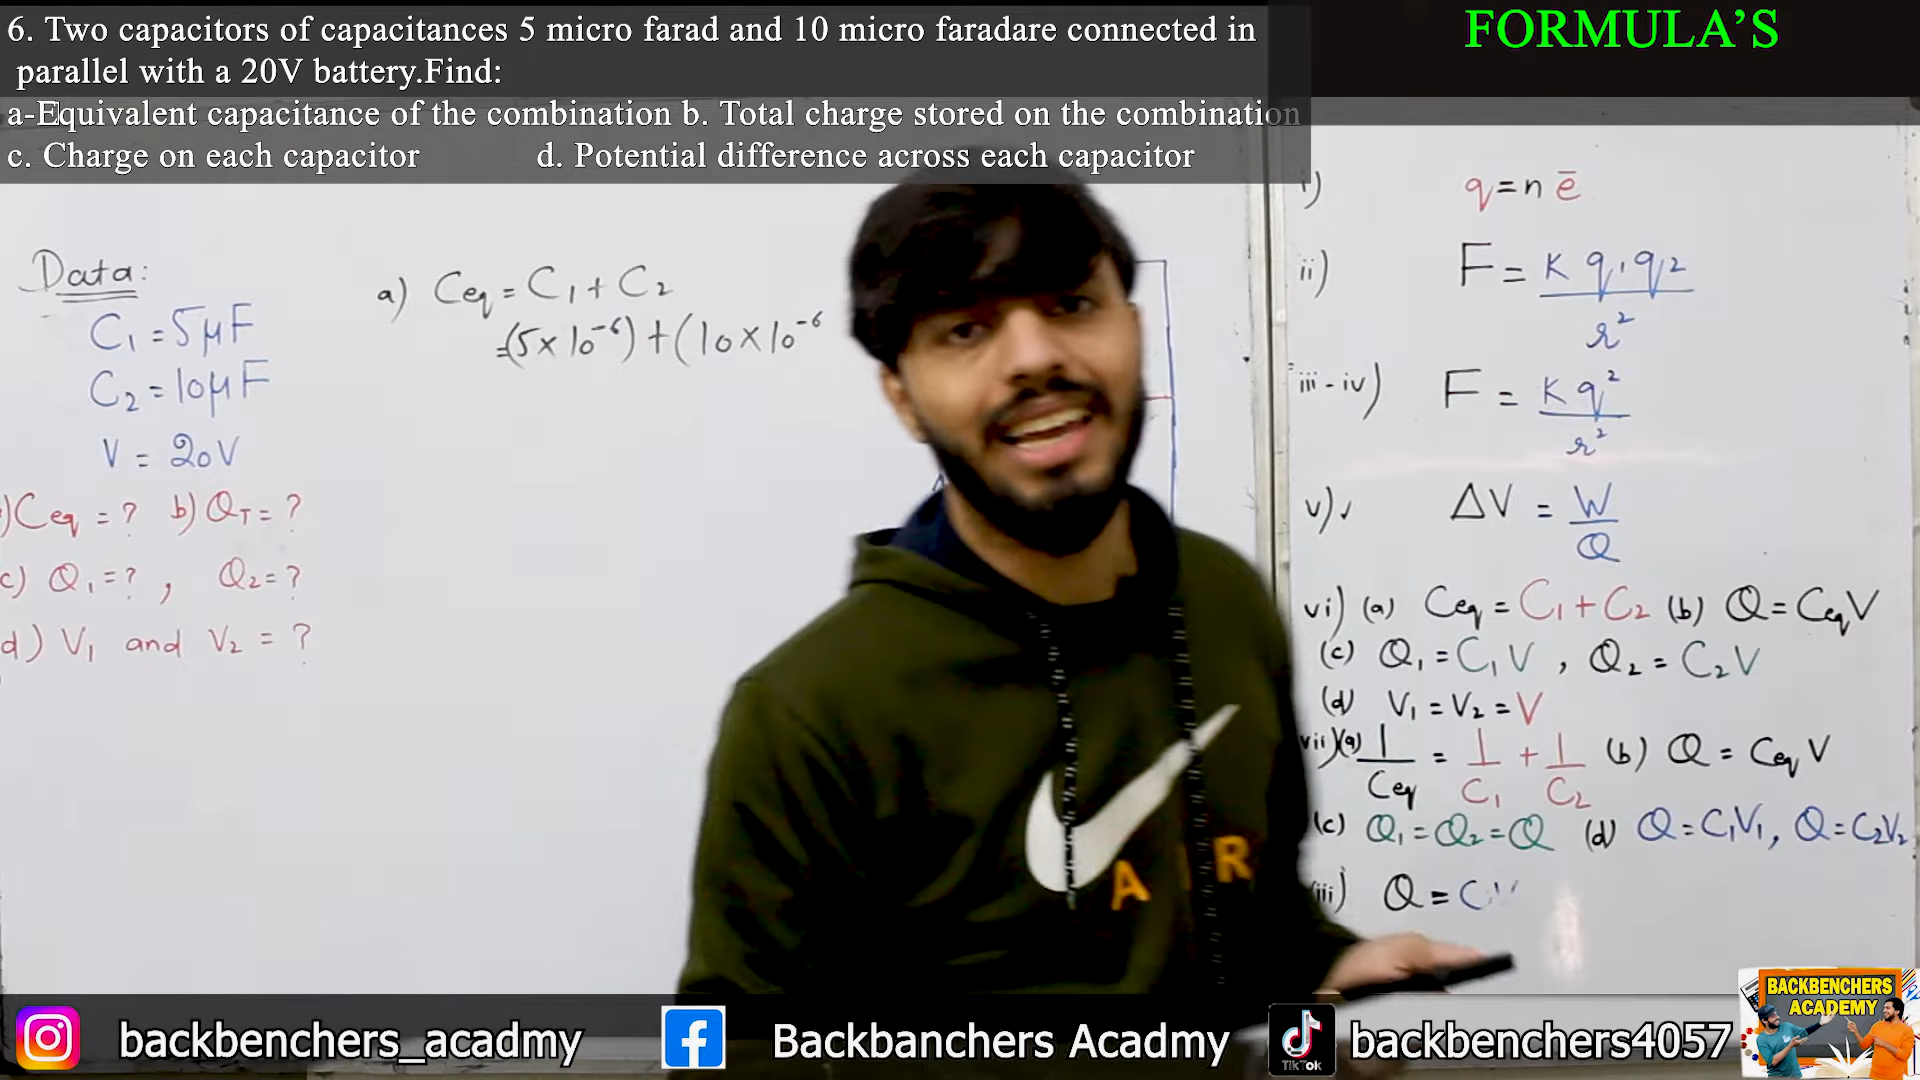 6. Two capacitors of capacitances 5 micro farad and 10 micro faradare connected in
parallel with a 20V battery.Find:
a-Equivalent capacitance of the combination b. Total charge stored on the combination
c. Charge on each capacitor d. Potential difference across each capacitor
FORMULA'S
Data:
C₁ = 5μF
C₂ = 10μF
V = 20V
)Ceq = ? b) QT = ?
c) Q₁ = ? , Q₂ = ?
d) V₁ and V₂ = ?
a) Ceq = C₁ + C₂
=(5×10⁻⁶) + (10×10⁻⁶
i) q = n ē
ii) F = K q₁q₂ / r²
iii - iv) F = K q² / r²
v)✓ ΔV = W / Q
vi) (a) Ceq = C₁ + C₂ (b) Q = CeqV
(c) Q₁ = C₁V , Q₂ = C₂V
(d) V₁ = V₂ = V
vii)(a) 1/Ceq = 1/C₁ + 1/C₂ (b) Q = CeqV
(c) Q₁ = Q₂ = Q (d) Q = C₁V₁, Q = C₂V₂
iii) Q = CV
AIR
backbenchers_acadmy
Backbanchers Acadmy
TikTok
backbenchers4057
BACKBENCHERS
ACADEMY